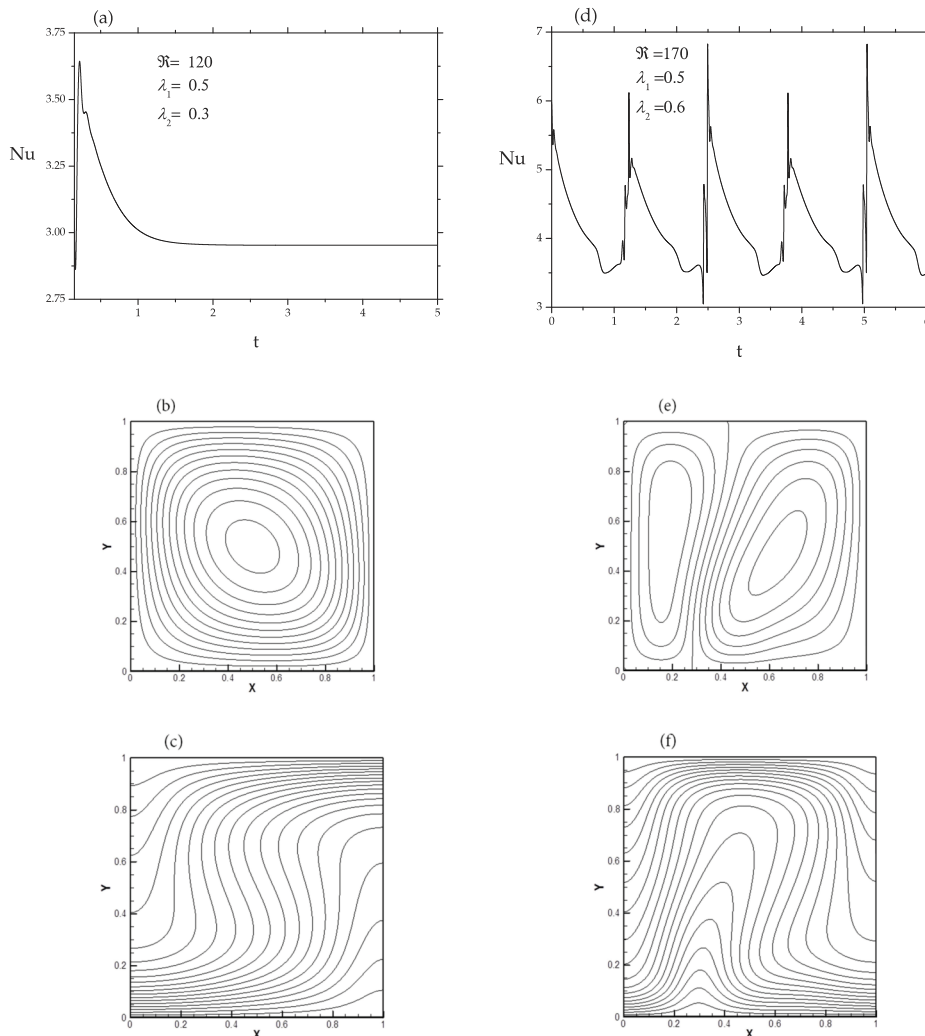 (a)
3.75
3.50
3.25
3.00
2.75
Nu
ℜ= 120
λ₁= 0.5
λ₂= 0.3
1
2
3
4
5
t
(d)
7
6
5
4
3
Nu
ℜ =170
λ₁=0.5
λ₂=0.6
0
1
2
3
4
5
6
t
(b)
1
0.8
0.6
0.4
0.2
0
Y
0
0.2
0.4
0.6
0.8
1
X
(e)
1
0.8
0.6
0.4
0.2
0
Y
0
0.2
0.4
0.6
0.8
1
X
(c)
1
0.8
0.6
0.4
0.2
0
Y
0
0.2
0.4
0.6
0.8
1
X
(f)
1
0.8
0.6
0.4
0.2
0
Y
0
0.2
0.4
0.6
0.8
1
X